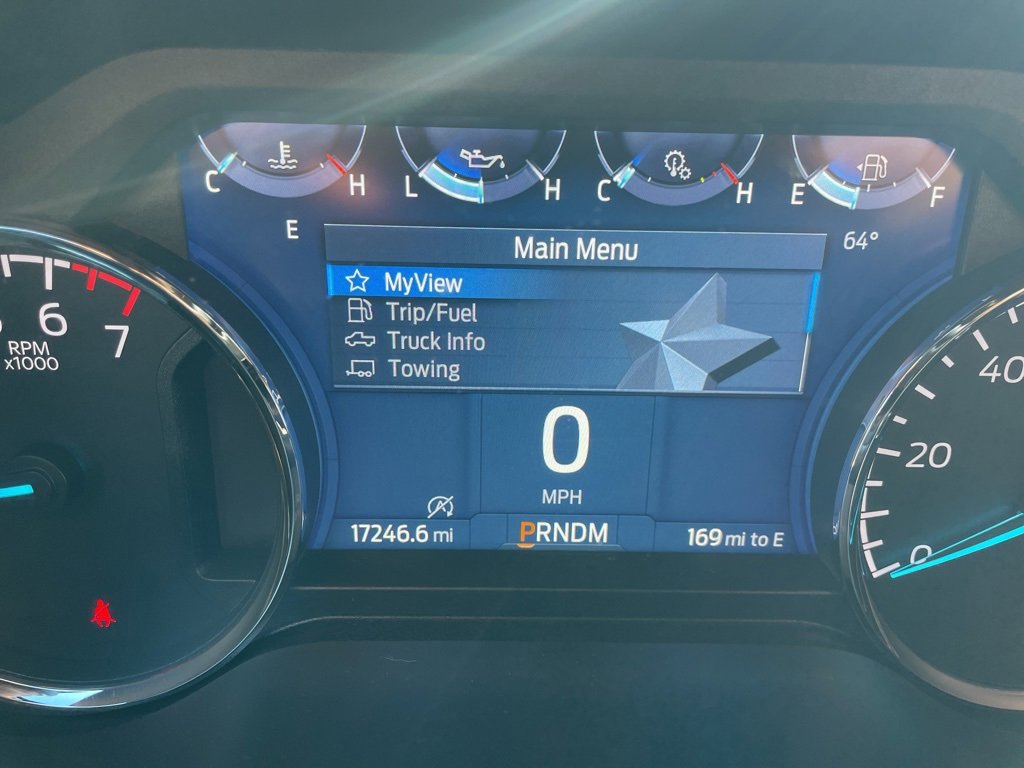 C H
L H
C H
E F
E
64°
Main Menu
MyView
Trip/Fuel
Truck Info
Towing
6
7
RPM
x1000
0
MPH
17246.6 mi
PRNDM
169 mi to E
40
20
0